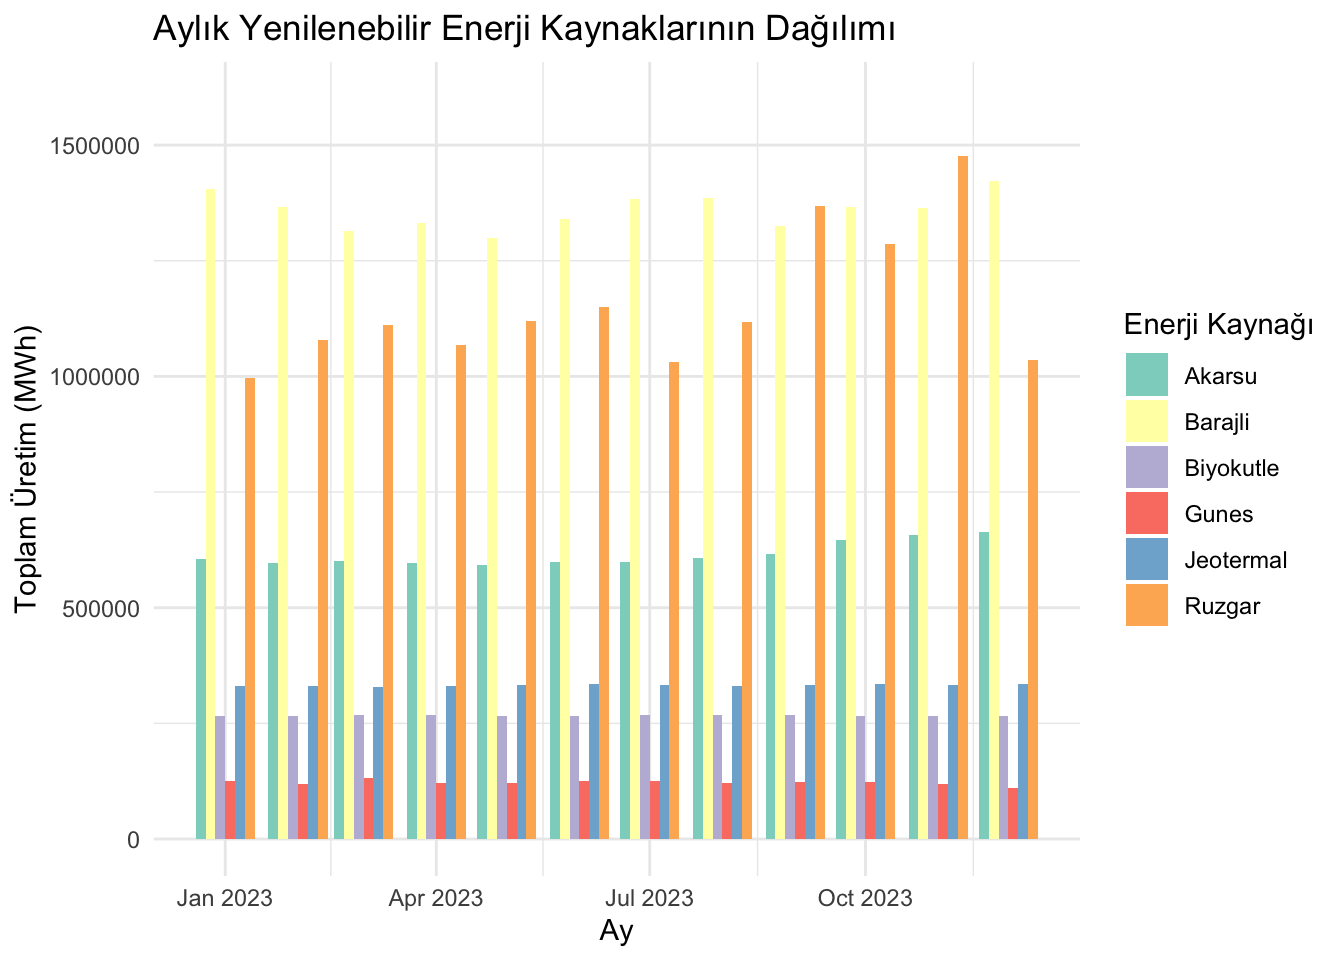 Aylık Yenilenebilir Enerji Kaynaklarının Dağılımı
Toplam Üretim (MWh)
1500000
1000000
500000
0
Jan 2023
Apr 2023
Jul 2023
Oct 2023
Ay
Enerji Kaynağı
Akarsu
Barajli
Biyokutle
Gunes
Jeotermal
Ruzgar